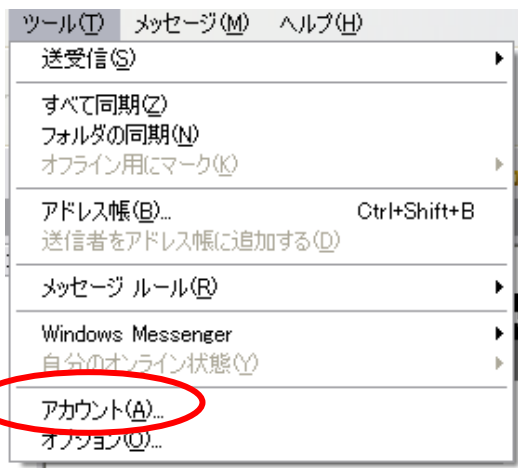 ツール(T) メッセージ(M) ヘルプ(H)
送受信(S)
すべて同期(Z)
フォルダの同期(N)
オフライン用にマーク(K)
アドレス帳(B)... Ctrl+Shift+B
送信者をアドレス帳に追加する(D)
メッセージ ルール(R)
Windows Messenger
自分のオンライン状態(Y)
アカウント(A)...
オプション(O)...